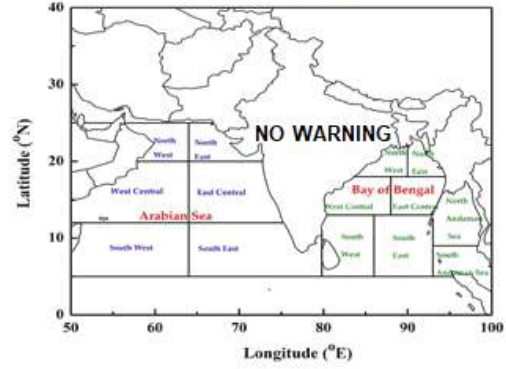 40
30
20
10
0
Latitude (°N)
NO WARNING
North
West
North
East
North
West
North
East
West Central
East Central
Arabian Sea
South West
South East
Bay of Bengal
West Central
East Central
South
West
South
East
North
Andaman
Sea
South
Andaman Sea
50
60
70
80
90
100
Longitude (°E)